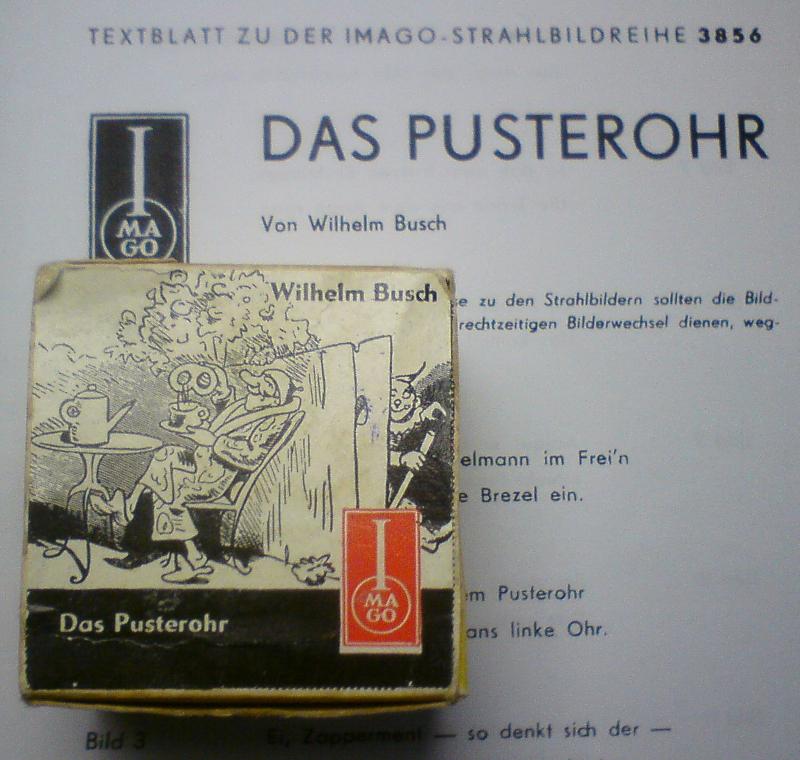 TEXTBLATT ZU DER IMAGO-STRAHLBILDREIHE 3856
DAS PUSTEROHR
I
MA
GO
Von Wilhelm Busch
zu den Strahlbildern sollten die Bild-
rechtzeitigen Bilderwechsel dienen, weg-
elmann im Frei'n
e Brezel ein.
em Pusterohr
ans linke Ohr.
Bild 3
Ei, Zapperment — so denkt sich der —
Wilhelm Busch
Das Pusterohr
I
MA
GO